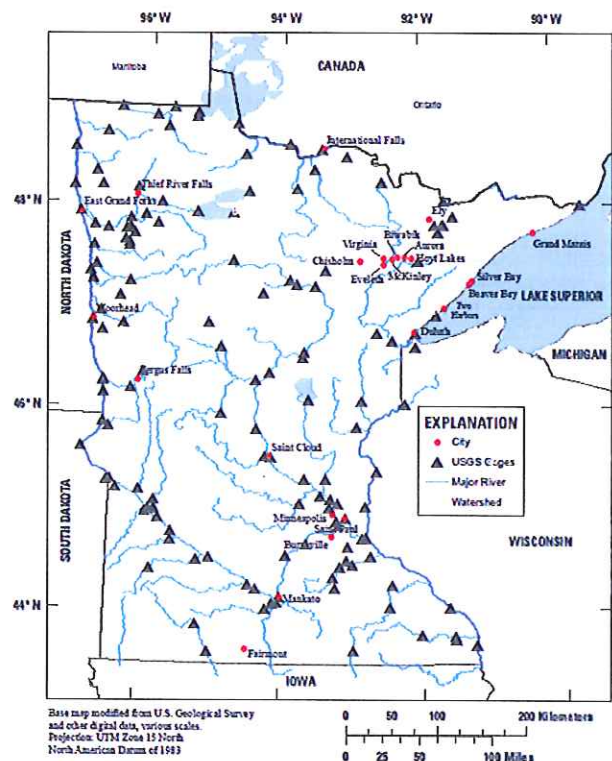 96°W 94°W 92°W 90°W
Manitoba
CANADA
Ontario
International Falls
Thief River Falls
48°N
East Grand Forks
Ely
Biwabik
Virginia
Aurora
Grand Marais
Chisholm
Hoyt Lakes
Eveleth
McKinley
Silver Bay
Beaver Bay
NORTH DAKOTA
LAKE SUPERIOR
Two Harbors
Moorhead
Duluth
MICHIGAN
Fergus Falls
46°N
EXPLANATION
City
USGS Gages
Major River
Watershed
Saint Cloud
Minneapolis
Saint Paul
Burnsville
SOUTH DAKOTA
WISCONSIN
44°N
Mankato
Fairmont
IOWA
Base map modified from U.S. Geological Survey
and other digital data, various scales.
Projection: UTM Zone 15 North
North American Datum of 1983
0 50 100 200 Kilometers
0 25 50 100 Miles